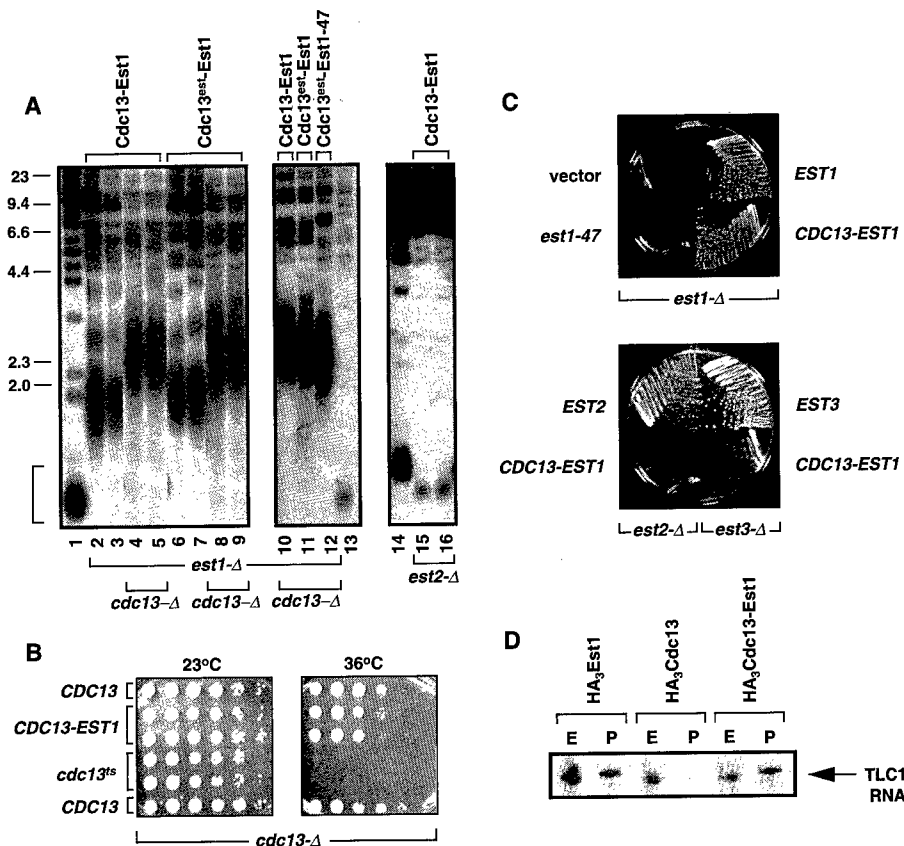 A
Cdc13-Est1
Cdc13est-Est1
Cdc13-Est1
Cdc13est-Est1
Cdc13est-Est1-47
Cdc13-Est1
23
9.4
6.6
4.4
2.3
2.0
1 2 3 4 5 6 7 8 9 10 11 12 13 14 15 16
est1-Δ
est2-Δ
cdc13–Δ
cdc13–Δ
cdc13–Δ
B
23ºC
36ºC
CDC13
CDC13-EST1
cdc13ts
CDC13
cdc13-Δ
C
vector
EST1
est1-47
CDC13-EST1
est1-Δ
EST2
EST3
CDC13-EST1
CDC13-EST1
est2-Δ
est3-Δ
D
HA3Est1
HA3Cdc13
HA3Cdc13-Est1
E P E P E P
TLC1
RNA